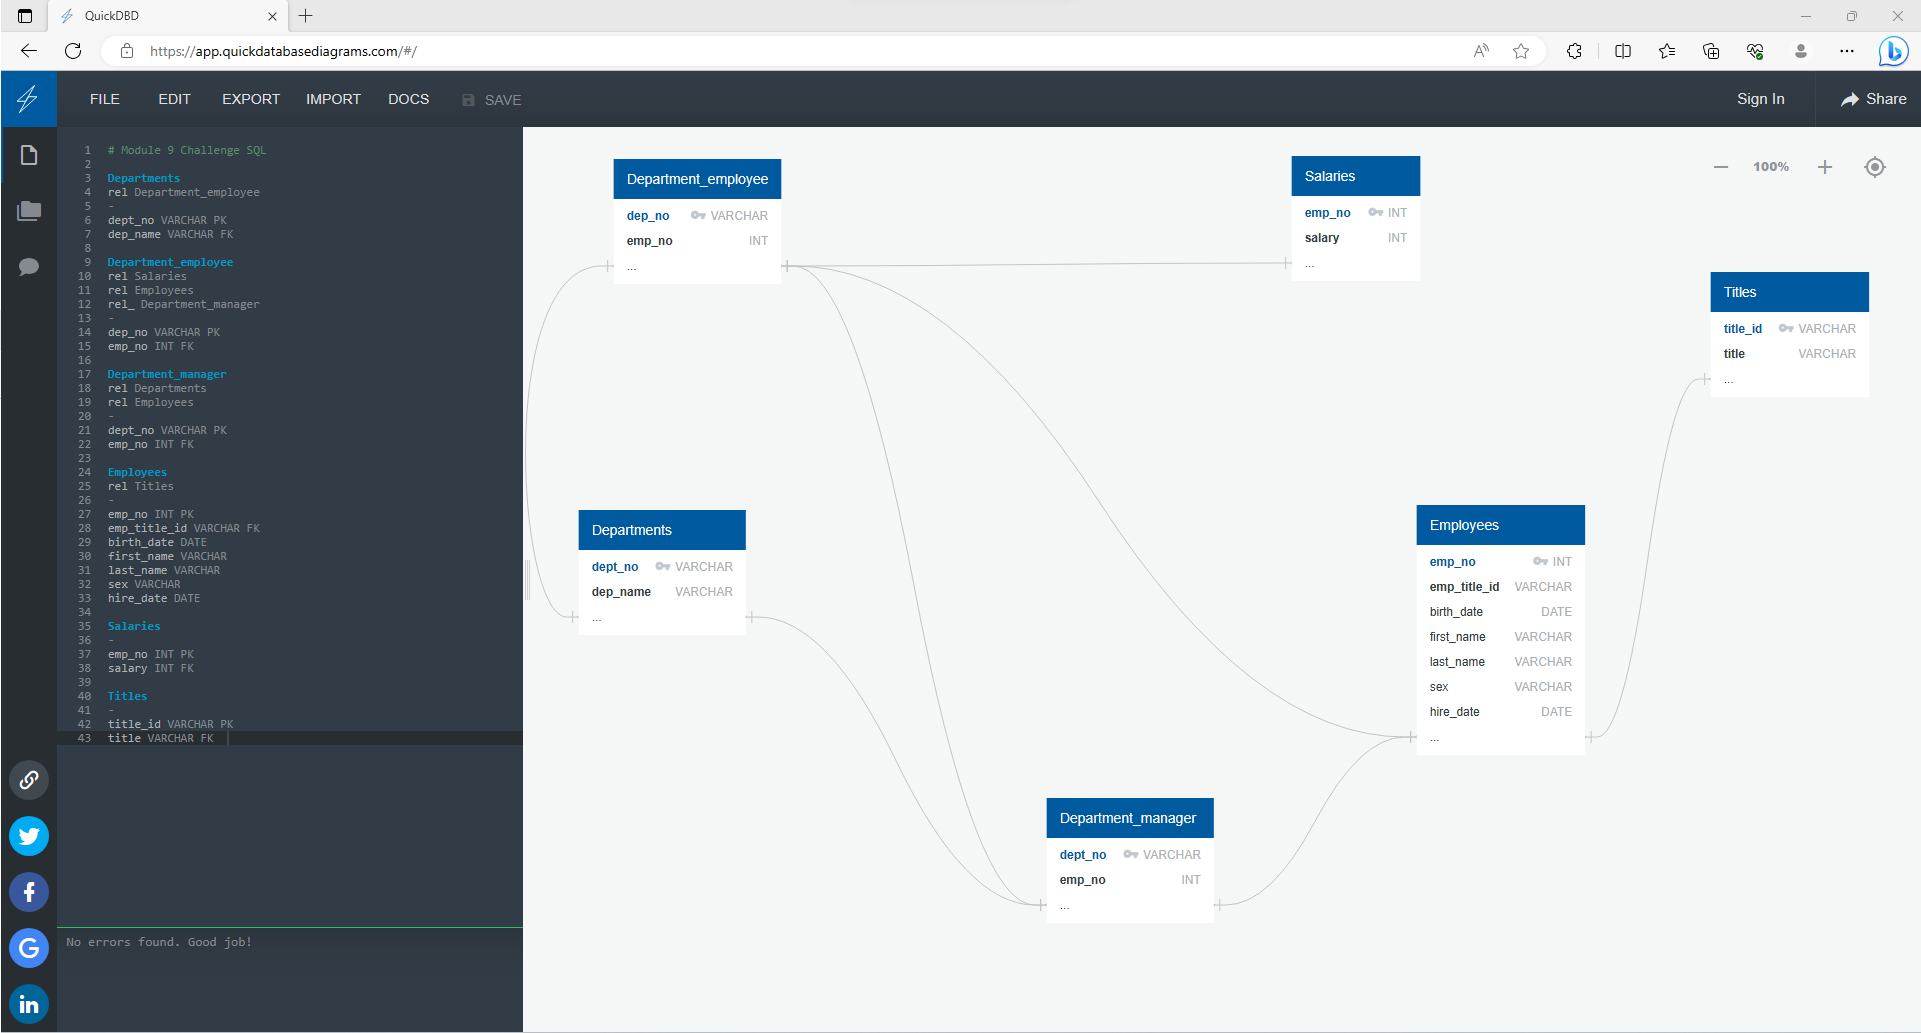 QuickDBD
https://app.quickdatabasediagrams.com/#/
FILE EDIT EXPORT IMPORT DOCS SAVE Sign In Share
1 # Module 9 Challenge SQL
2
3 Departments
4 rel Department_employee
5 -
6 dept_no VARCHAR PK
7 dep_name VARCHAR FK
8
9 Department_employee
10 rel Salaries
11 rel Employees
12 rel_ Department_manager
13 -
14 dep_no VARCHAR PK
15 emp_no INT FK
16
17 Department_manager
18 rel Departments
19 rel Employees
20 -
21 dept_no VARCHAR PK
22 emp_no INT FK
23
24 Employees
25 rel Titles
26 -
27 emp_no INT PK
28 emp_title_id VARCHAR FK
29 birth_date DATE
30 first_name VARCHAR
31 last_name VARCHAR
32 sex VARCHAR
33 hire_date DATE
34
35 Salaries
36 -
37 emp_no INT PK
38 salary INT FK
39
40 Titles
41 -
42 title_id VARCHAR PK
43 title VARCHAR FK
No errors found. Good job!
100%
Department_employee
dep_no VARCHAR
emp_no INT
...
Salaries
emp_no INT
salary INT
...
Titles
title_id VARCHAR
title VARCHAR
...
Departments
dept_no VARCHAR
dep_name VARCHAR
...
Employees
emp_no INT
emp_title_id VARCHAR
birth_date DATE
first_name VARCHAR
last_name VARCHAR
sex VARCHAR
hire_date DATE
...
Department_manager
dept_no VARCHAR
emp_no INT
...